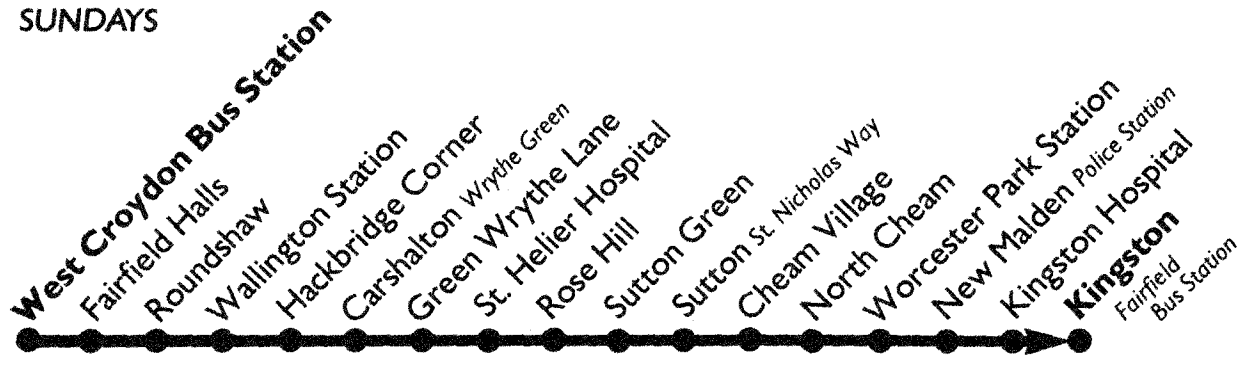 SUNDAYS
West Croydon Bus Station
Fairfield Halls
Roundshaw
Wallington Station
Hackbridge Corner
Carshalton Wrythe Green
Green Wrythe Lane
St. Helier Hospital
Rose Hill
Sutton Green
Sutton St. Nicholas Way
Cheam Village
North Cheam
Worcester Park Station
New Malden Police Station
Kingston Hospital
Kingston
Fairfield
Bus Station